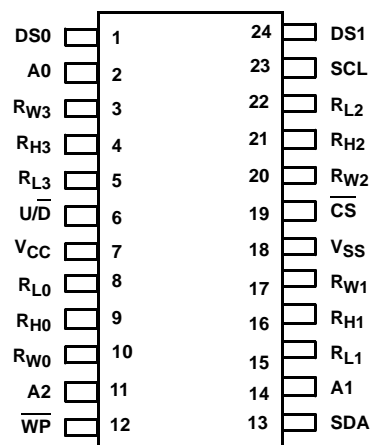 DS0 1 24 DS1
A0 2 23 SCL
RW3 3 22 RL2
RH3 4 21 RH2
RL3 5 20 RW2
U/D̅ 6 19 C̅S̅
VCC 7 18 VSS
RL0 8 17 RW1
RH0 9 16 RH1
RW0 10 15 RL1
A2 11 14 A1
W̅P̅ 12 13 SDA